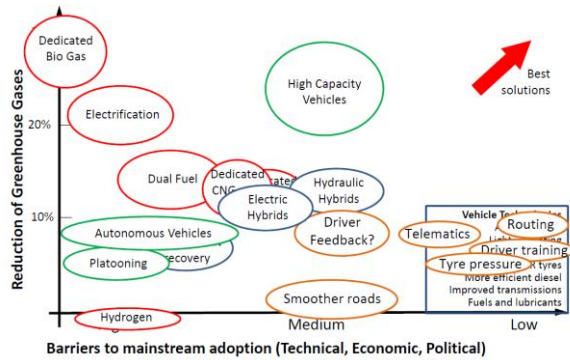 Reduction of Greenhouse Gases
Dedicated
Bio Gas
Best
solutions
High Capacity
Vehicles
Electrification
20%
Dual Fuel
Dedicated
CNG
Hydraulic
Hybrids
Electric
Hybrids
10%
Vehicle
Routing
Autonomous Vehicles
Driver
Feedback?
Telematics
Driver training
recovery
Platooning
Tyre pressure
tyres
More efficient diesel
Improved transmissions
Smoother roads
Fuels and lubricants
Hydrogen
Medium
Low
Barriers to mainstream adoption (Technical, Economic, Political)